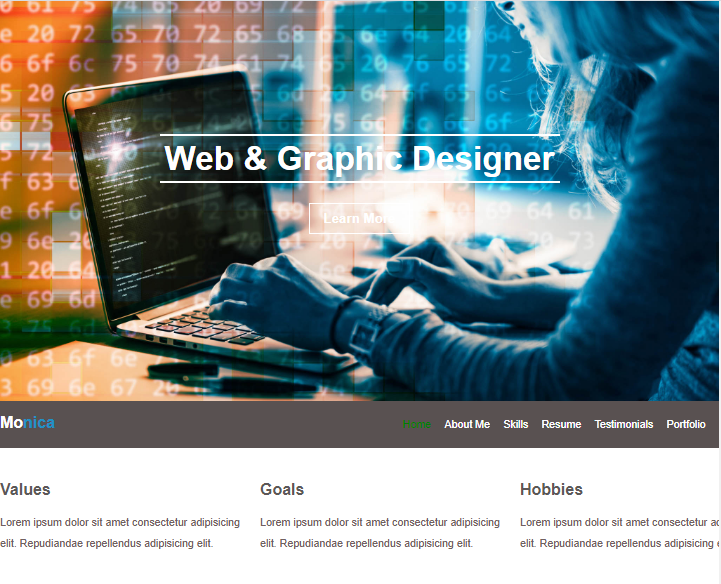 Web & Graphic Designer
Learn More
Monica
Home About Me Skills Resume Testimonials Portfolio
Values Goals Hobbies
Lorem ipsum dolor sit amet consectetur adipisicing
elit. Repudiandae repellendus adipisicing elit.
Lorem ipsum dolor sit amet consectetur adipisicing
elit. Repudiandae repellendus adipisicing elit.
Lorem ipsum dolor sit amet consectetur
elit. Repudiandae repellendus adipisicing